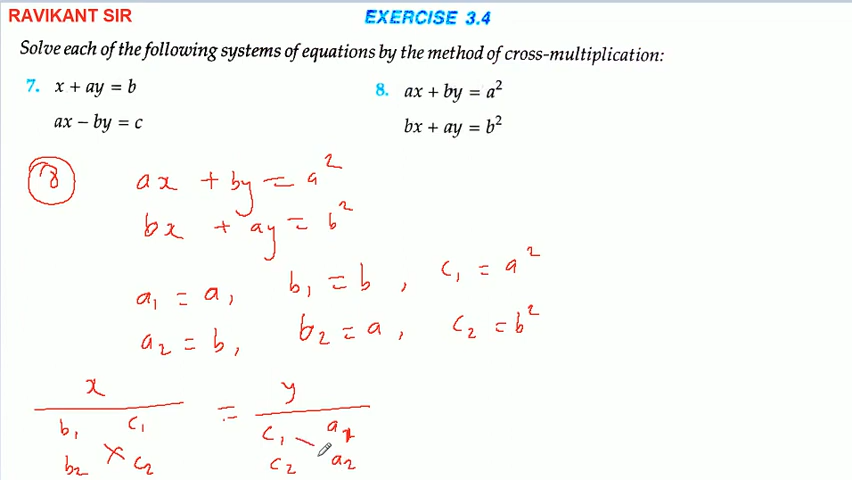 RAVIKANT SIR
EXERCISE 3.4
Solve each of the following systems of equations by the method of cross-multiplication:
7. x + ay = b
ax − by = c
8. ax + by = a²
bx + ay = b²
8 ax + by = a²
bx + ay = b²
a₁ = a, b₁ = b, c₁ = a²
a₂ = b, b₂ = a, c₂ = b²
x = y
b₁ c₁ c₁ a₁
b₂ c₂ c₂ a₂